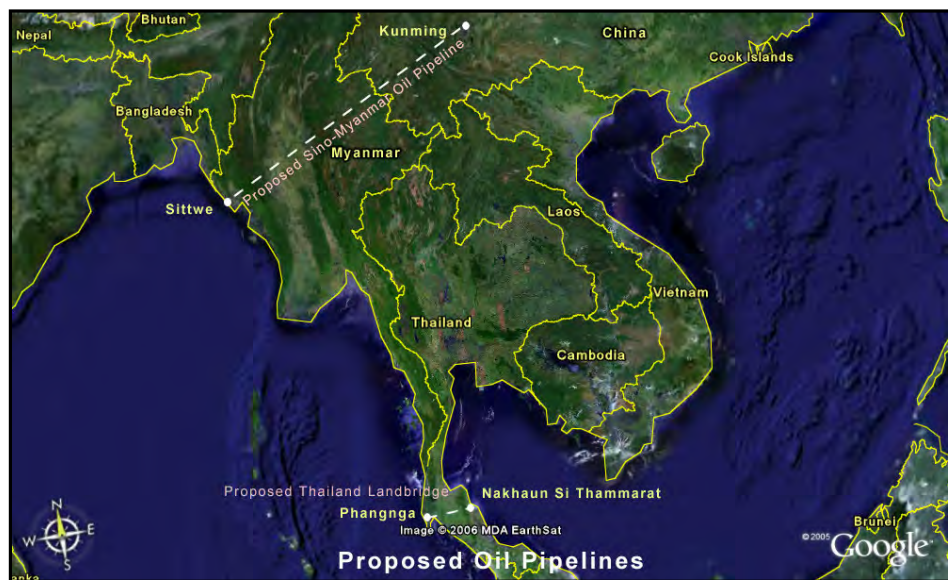 Bhutan
Nepal
Kunming
China
Cook Islands
Bangladesh
Proposed Sino-Myanmar Oil Pipeline
Myanmar
Sittwe
Laos
Vietnam
Thailand
Cambodia
Proposed Thailand Landbridge
Nakhaun Si Thammarat
Phangnga
Image © 2006 MDA EarthSat
Brunei
N
W E
S
© 2005 Google
Proposed Oil Pipelines
anka